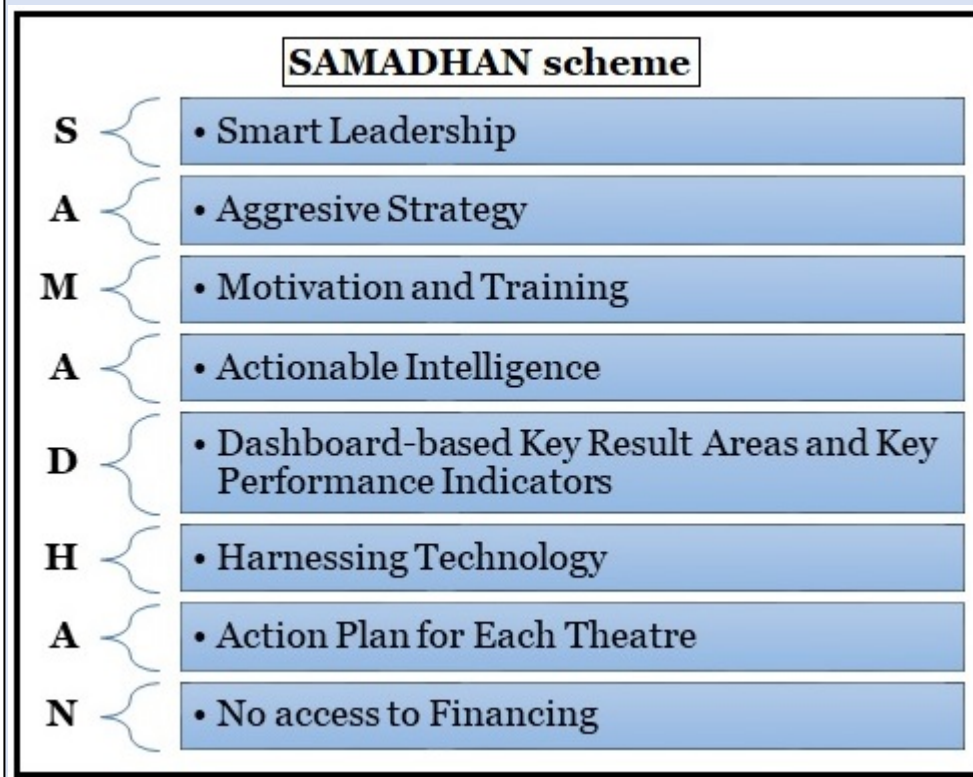 SAMADHAN scheme
S • Smart Leadership
A • Aggresive Strategy
M • Motivation and Training
A • Actionable Intelligence
D • Dashboard-based Key Result Areas and Key
Performance Indicators
H • Harnessing Technology
A • Action Plan for Each Theatre
N • No access to Financing